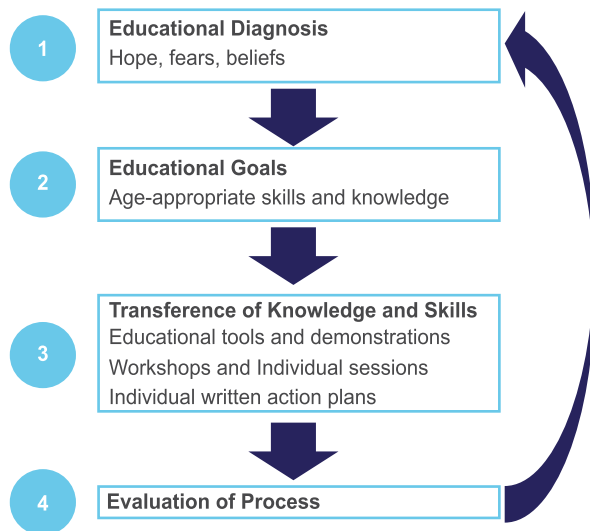 1
Educational Diagnosis
Hope, fears, beliefs
2
Educational Goals
Age-appropriate skills and knowledge
3
Transference of Knowledge and Skills
Educational tools and demonstrations
Workshops and Individual sessions
Individual written action plans
4
Evaluation of Process